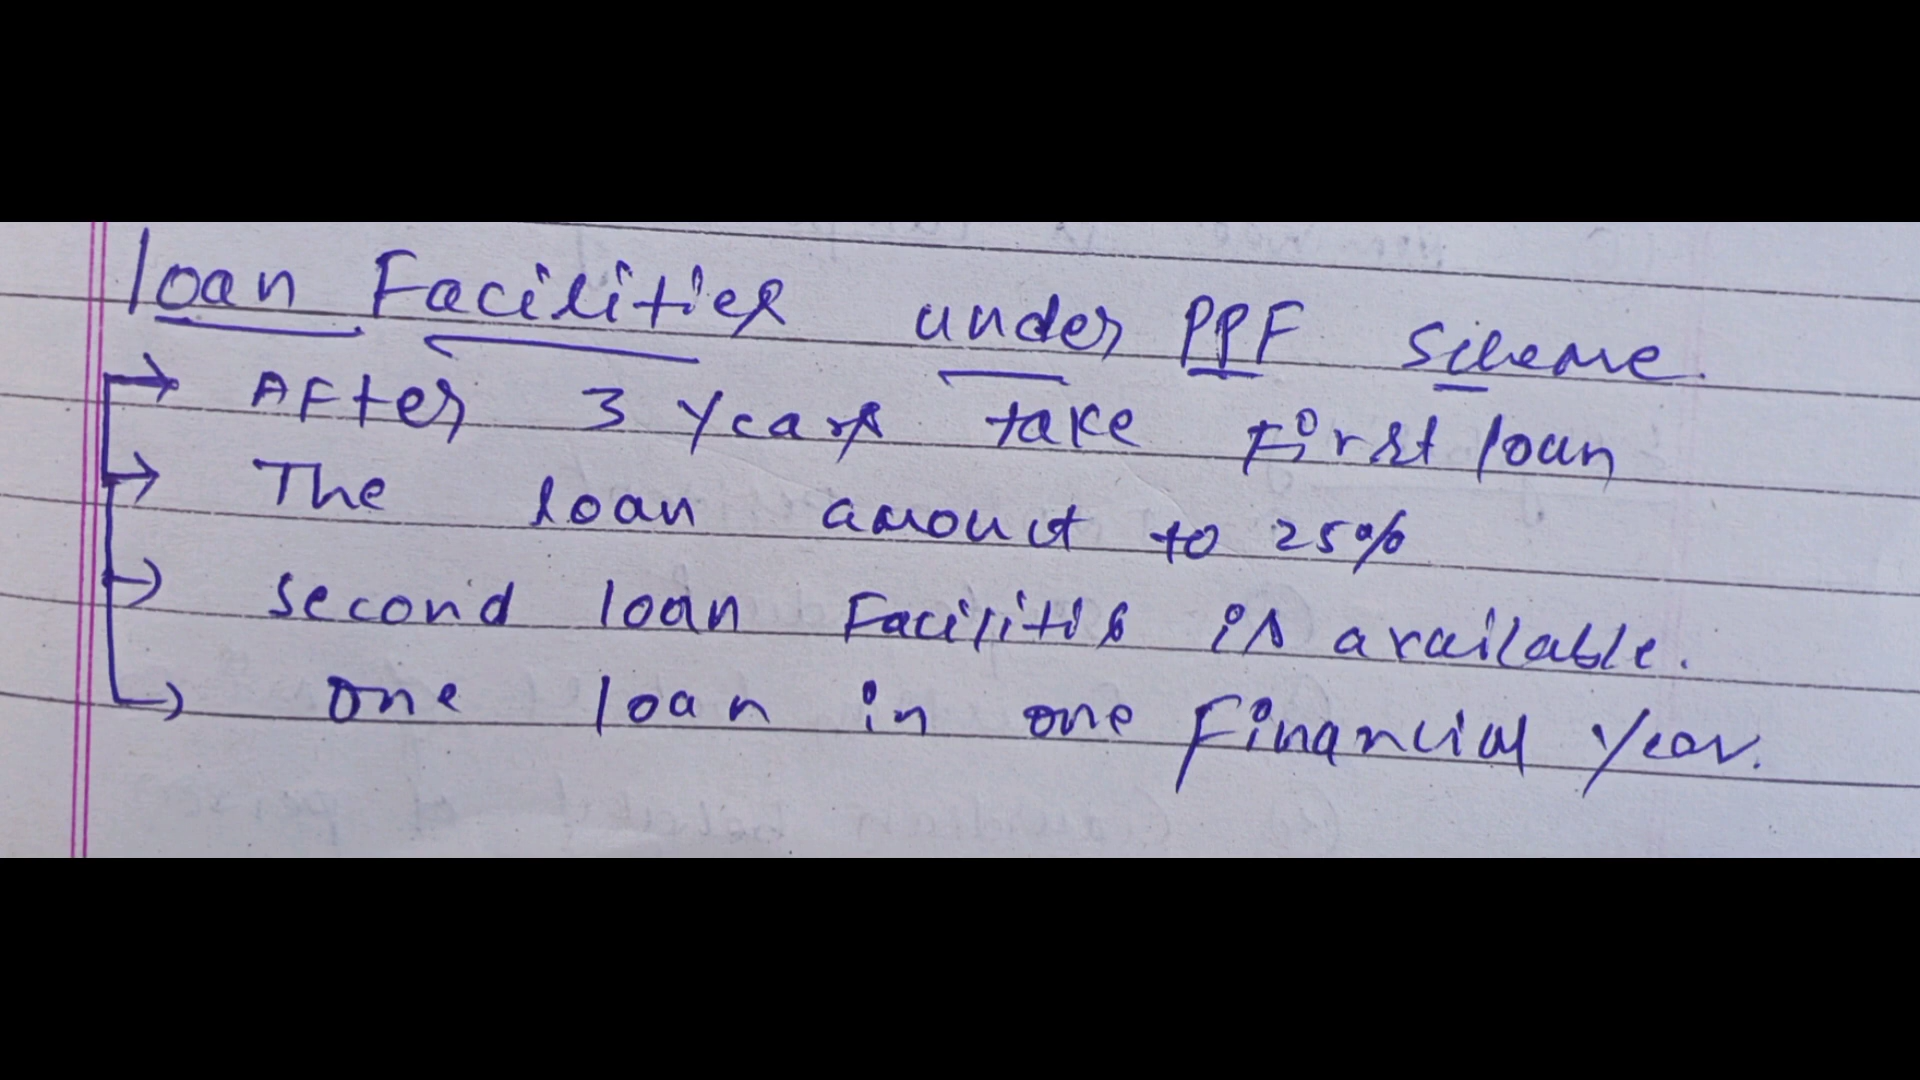 loan Facilities under PPF Scheme.
→ After 3 years take First loan
→ The loan amount to 25%
→ second loan Facilitis is available.
→ one loan in one Financial year.